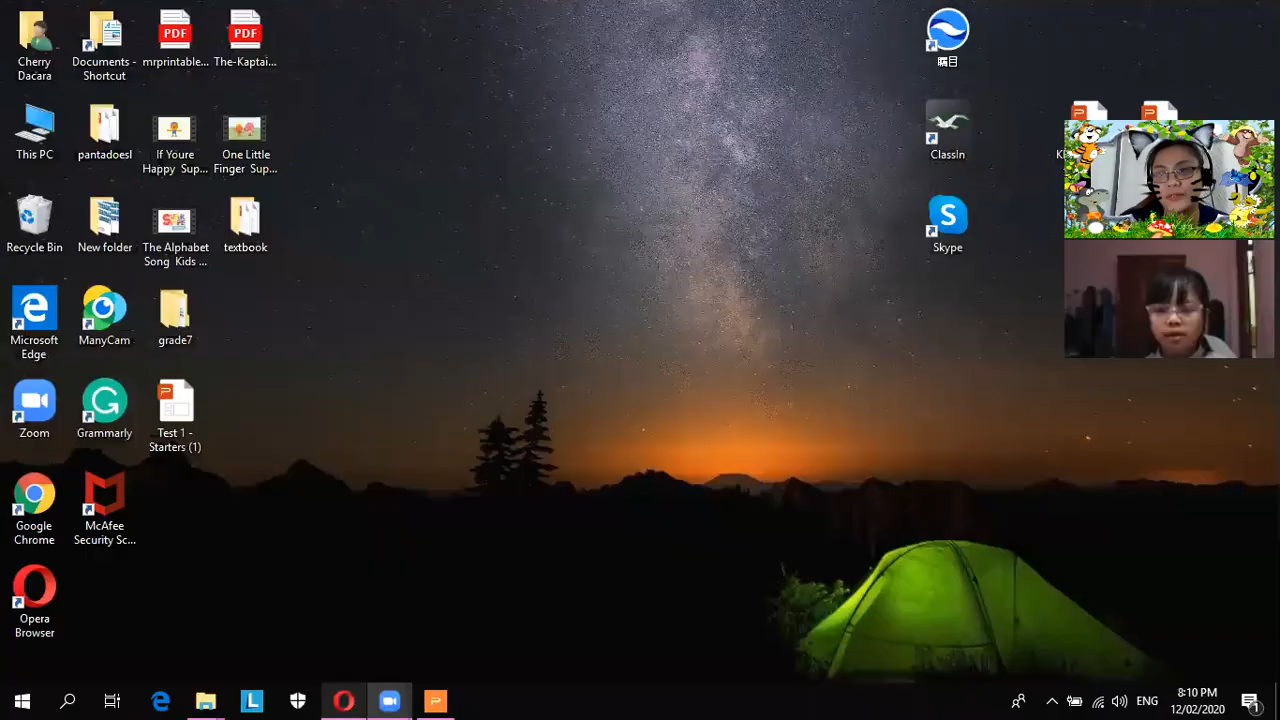 Cherry
Dacara
Documents -
Shortcut
PDF
mrprintable...
PDF
The-Kaptai...
This PC
pantadoesl
If Youre
Happy Sup...
One Little
Finger Sup...
Recycle Bin
New folder
The Alphabet
Song Kids ...
textbook
Microsoft
Edge
ManyCam
grade7
Zoom
Grammarly
Test 1 -
Starters (1)
Google
Chrome
McAfee
Security Sc...
Opera
Browser
ClassIn
Skype
ENG
8:10 PM
12/02/2020